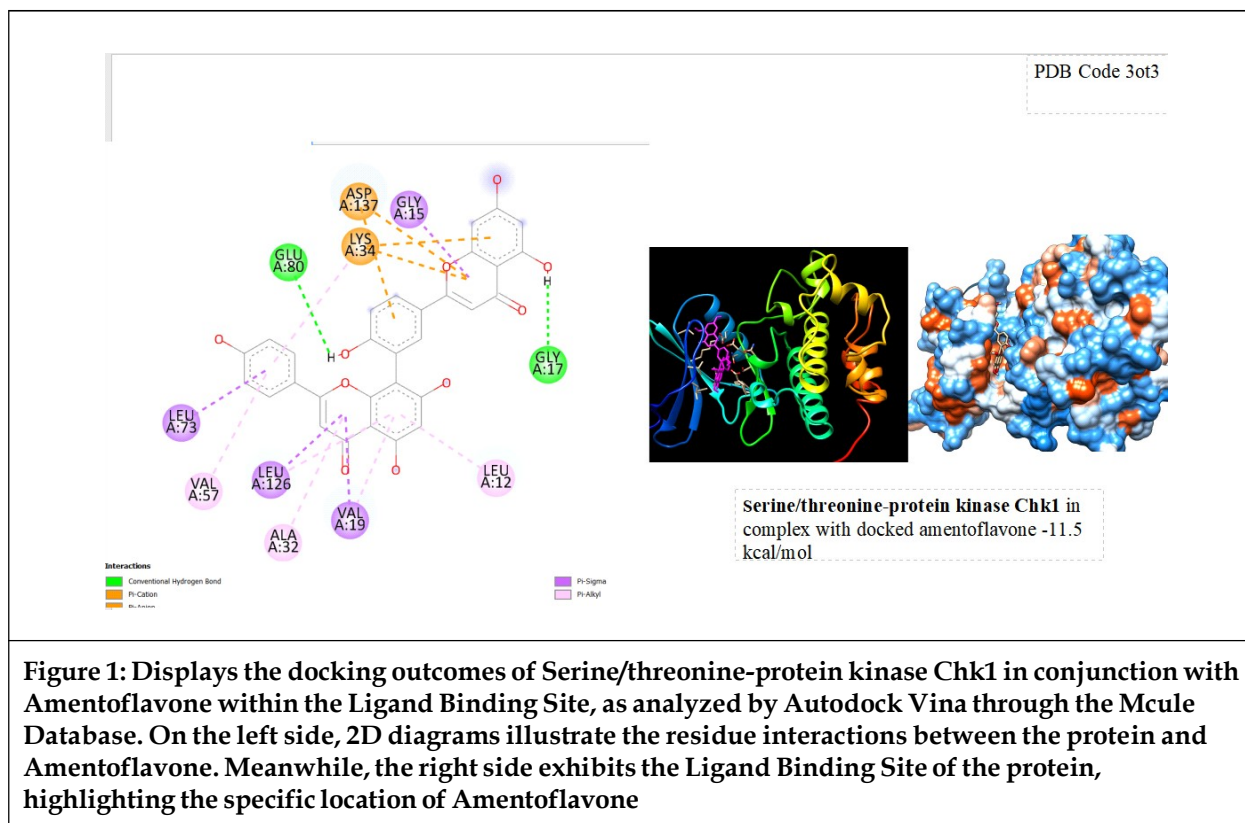 PDB Code 3ot3
ASP
A:137
GLY
A:15
LYS
A:34
GLU
A:80
GLY
A:17
LEU
A:73
VAL
A:57
LEU
A:126
ALA
A:32
VAL
A:19
LEU
A:12
O
O
H
O
O
O
H
O
O
O
O
O
O
Interactions
Conventional Hydrogen Bond
Pi-Cation
Pi-Anion
Pi-Sigma
Pi-Alkyl
Serine/threonine-protein kinase Chk1 in
complex with docked amentoflavone -11.5
kcal/mol
Figure 1: Displays the docking outcomes of Serine/threonine-protein kinase Chk1 in conjunction with
Amentoflavone within the Ligand Binding Site, as analyzed by Autodock Vina through the Mcule
Database. On the left side, 2D diagrams illustrate the residue interactions between the protein and
Amentoflavone. Meanwhile, the right side exhibits the Ligand Binding Site of the protein,
highlighting the specific location of Amentoflavone